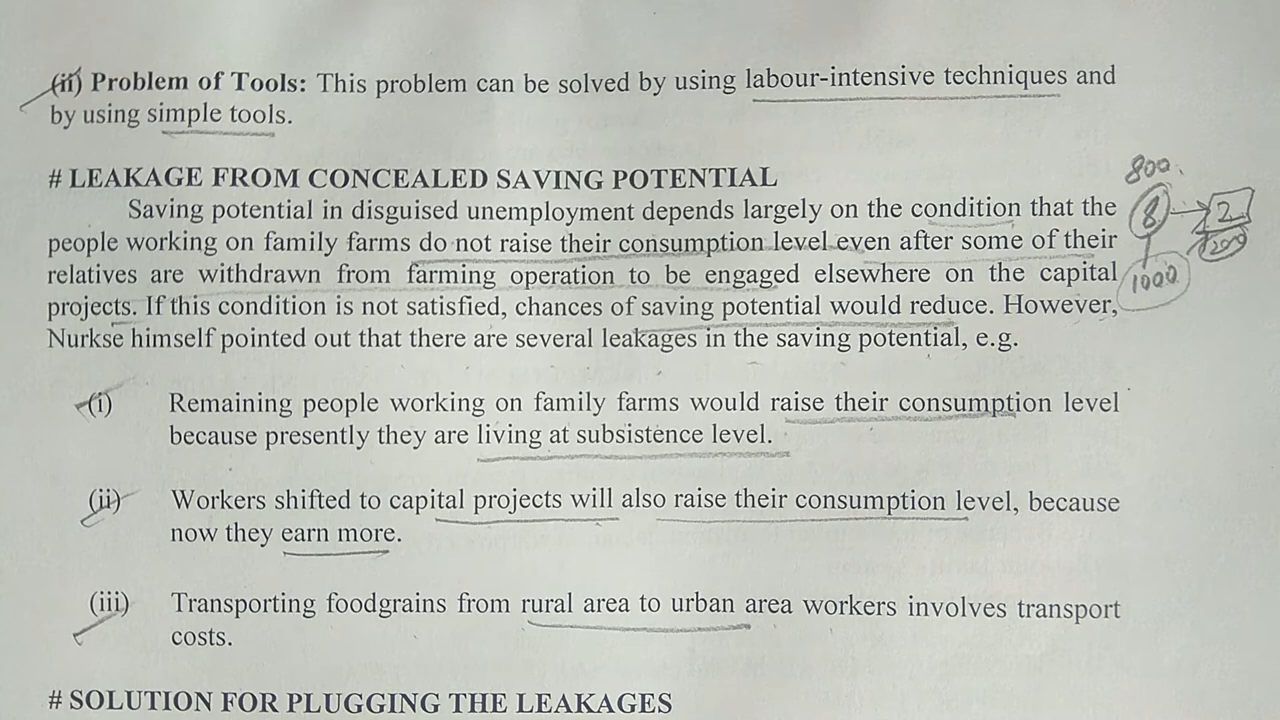 (ii) Problem of Tools: This problem can be solved by using labour-intensive techniques and
by using simple tools.
# LEAKAGE FROM CONCEALED SAVING POTENTIAL
800
Saving potential in disguised unemployment depends largely on the condition that the
8 → 2
people working on family farms do not raise their consumption level even after some of their
200
relatives are withdrawn from farming operation to be engaged elsewhere on the capital
1000
projects. If this condition is not satisfied, chances of saving potential would reduce. However,
Nurkse himself pointed out that there are several leakages in the saving potential, e.g.
(i) Remaining people working on family farms would raise their consumption level
because presently they are living at subsistence level.
(ii) Workers shifted to capital projects will also raise their consumption level, because
now they earn more.
(iii) Transporting foodgrains from rural area to urban area workers involves transport
costs.
# SOLUTION FOR PLUGGING THE LEAKAGES